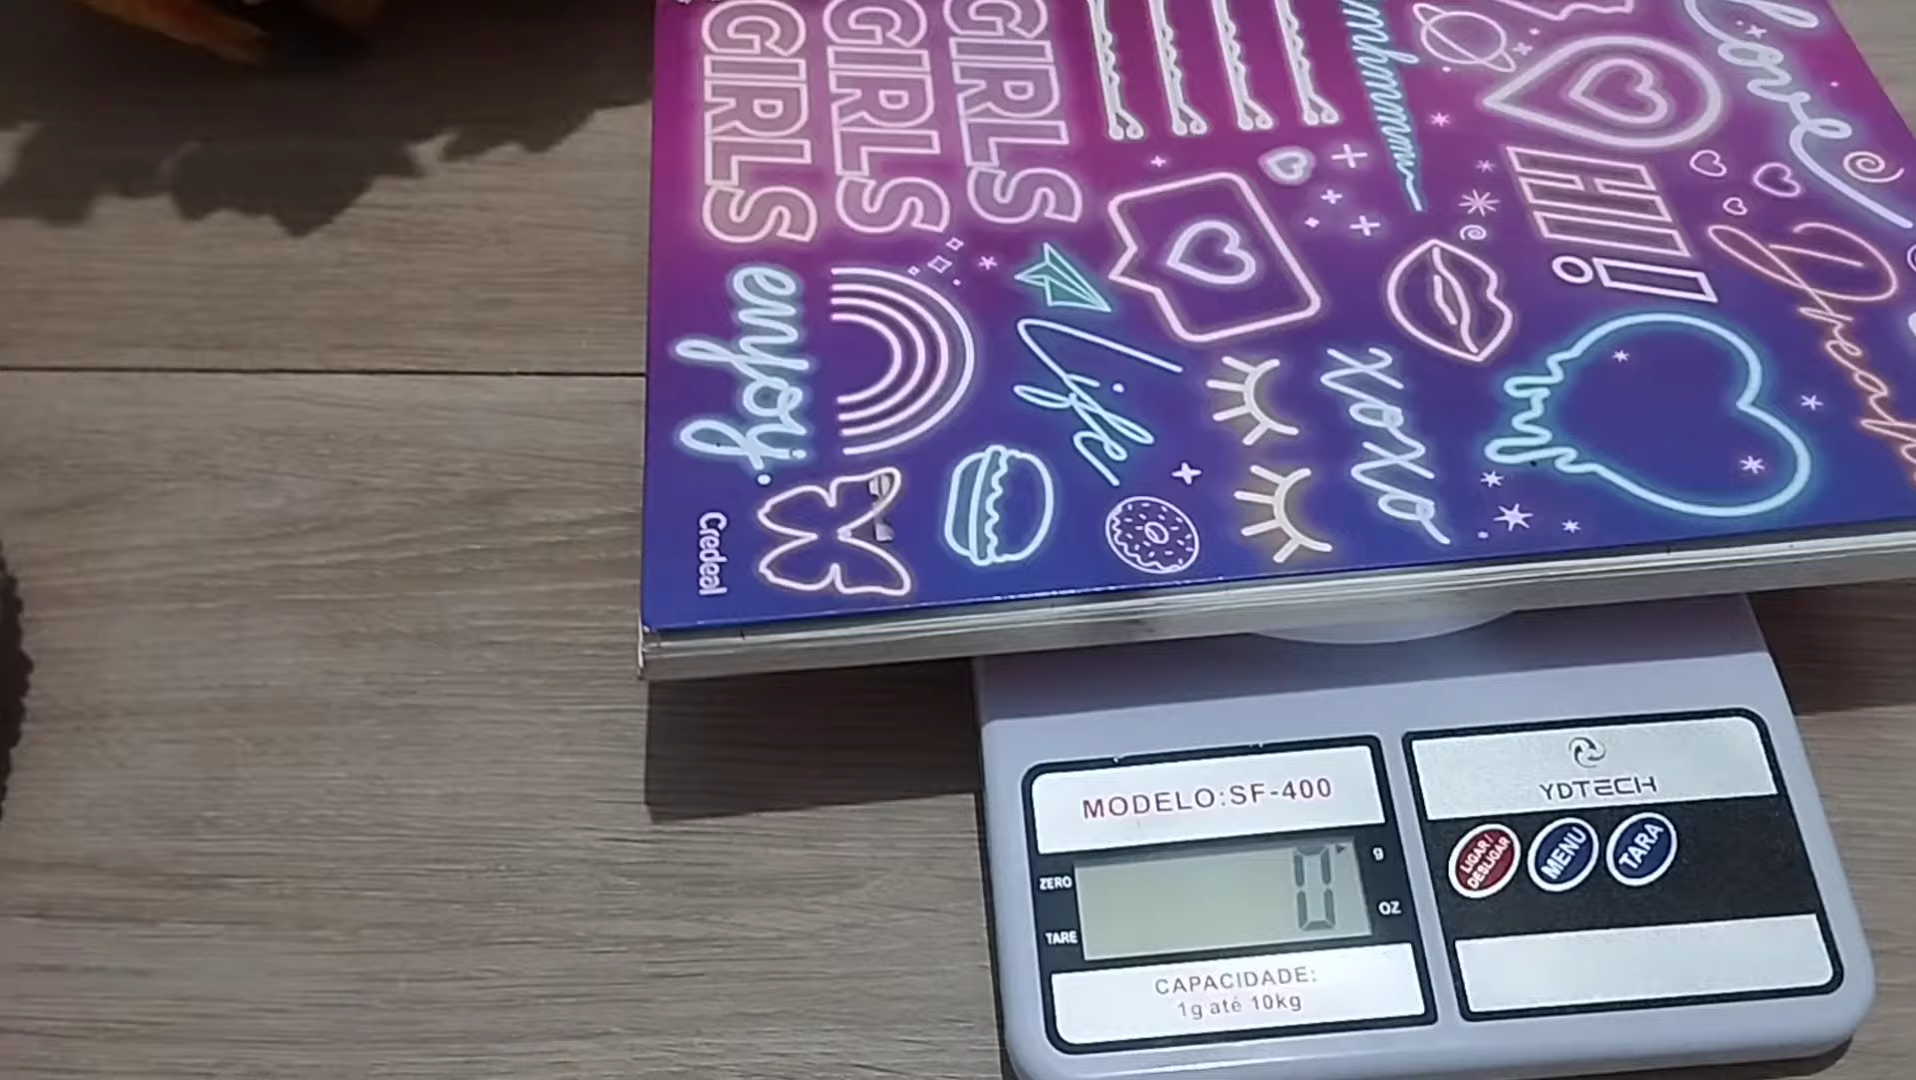 GIRLS
GIRLS
GIRLS
enjoy.
Life
xoxo
HI!
Love
Credeal
MODELO:SF-400
ZERO
TARE
0
g
OZ
CAPACIDADE:
1g até 10kg
YDTECH
LIGAR/
DESLIGAR
MENU
TARA